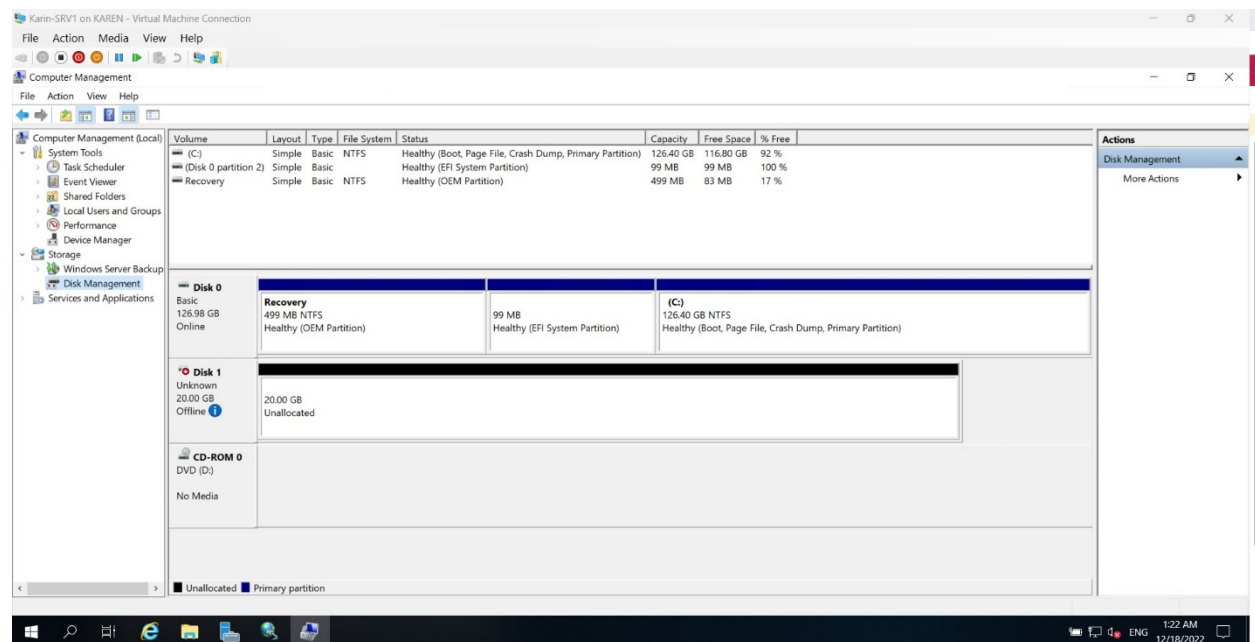 Karin-SRV1 on KAREN - Virtual Machine Connection
File Action Media View Help
Computer Management
File Action View Help
Computer Management (Local)
System Tools
Task Scheduler
Event Viewer
Shared Folders
Local Users and Groups
Performance
Device Manager
Storage
Windows Server Backup
Disk Management
Services and Applications
Volume Layout Type File System Status Capacity Free Space % Free
(C:) Simple Basic NTFS Healthy (Boot, Page File, Crash Dump, Primary Partition) 126.40 GB 116.80 GB 92 %
(Disk 0 partition 2) Simple Basic Healthy (EFI System Partition) 99 MB 99 MB 100 %
Recovery Simple Basic NTFS Healthy (OEM Partition) 499 MB 83 MB 17 %
Disk 0
Basic
126.98 GB
Online
Recovery
499 MB NTFS
Healthy (OEM Partition)
99 MB
Healthy (EFI System Partition)
(C:)
126.40 GB NTFS
Healthy (Boot, Page File, Crash Dump, Primary Partition)
Disk 1
Unknown
20.00 GB
Offline
20.00 GB
Unallocated
CD-ROM 0
DVD (D:)
No Media
Unallocated Primary partition
Actions
Disk Management
More Actions
ENG
1:22 AM
12/18/2022